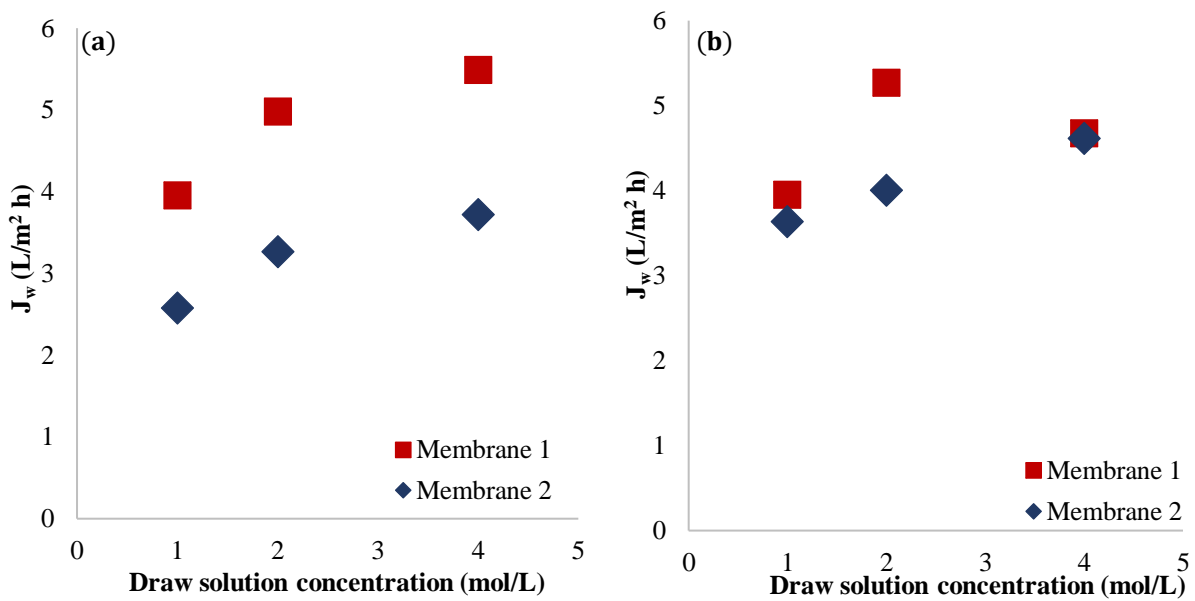 (a)
6
5
4
3
2
1
0
J_w (L/m² h)
Membrane 1
Membrane 2
0 1 2 3 4 5
Draw solution concentration (mol/L)
(b)
6
5
4
3
2
1
0
J_w (L/m² h)
Membrane 1
Membrane 2
0 1 2 3 4 5
Draw solution concentration (mol/L)